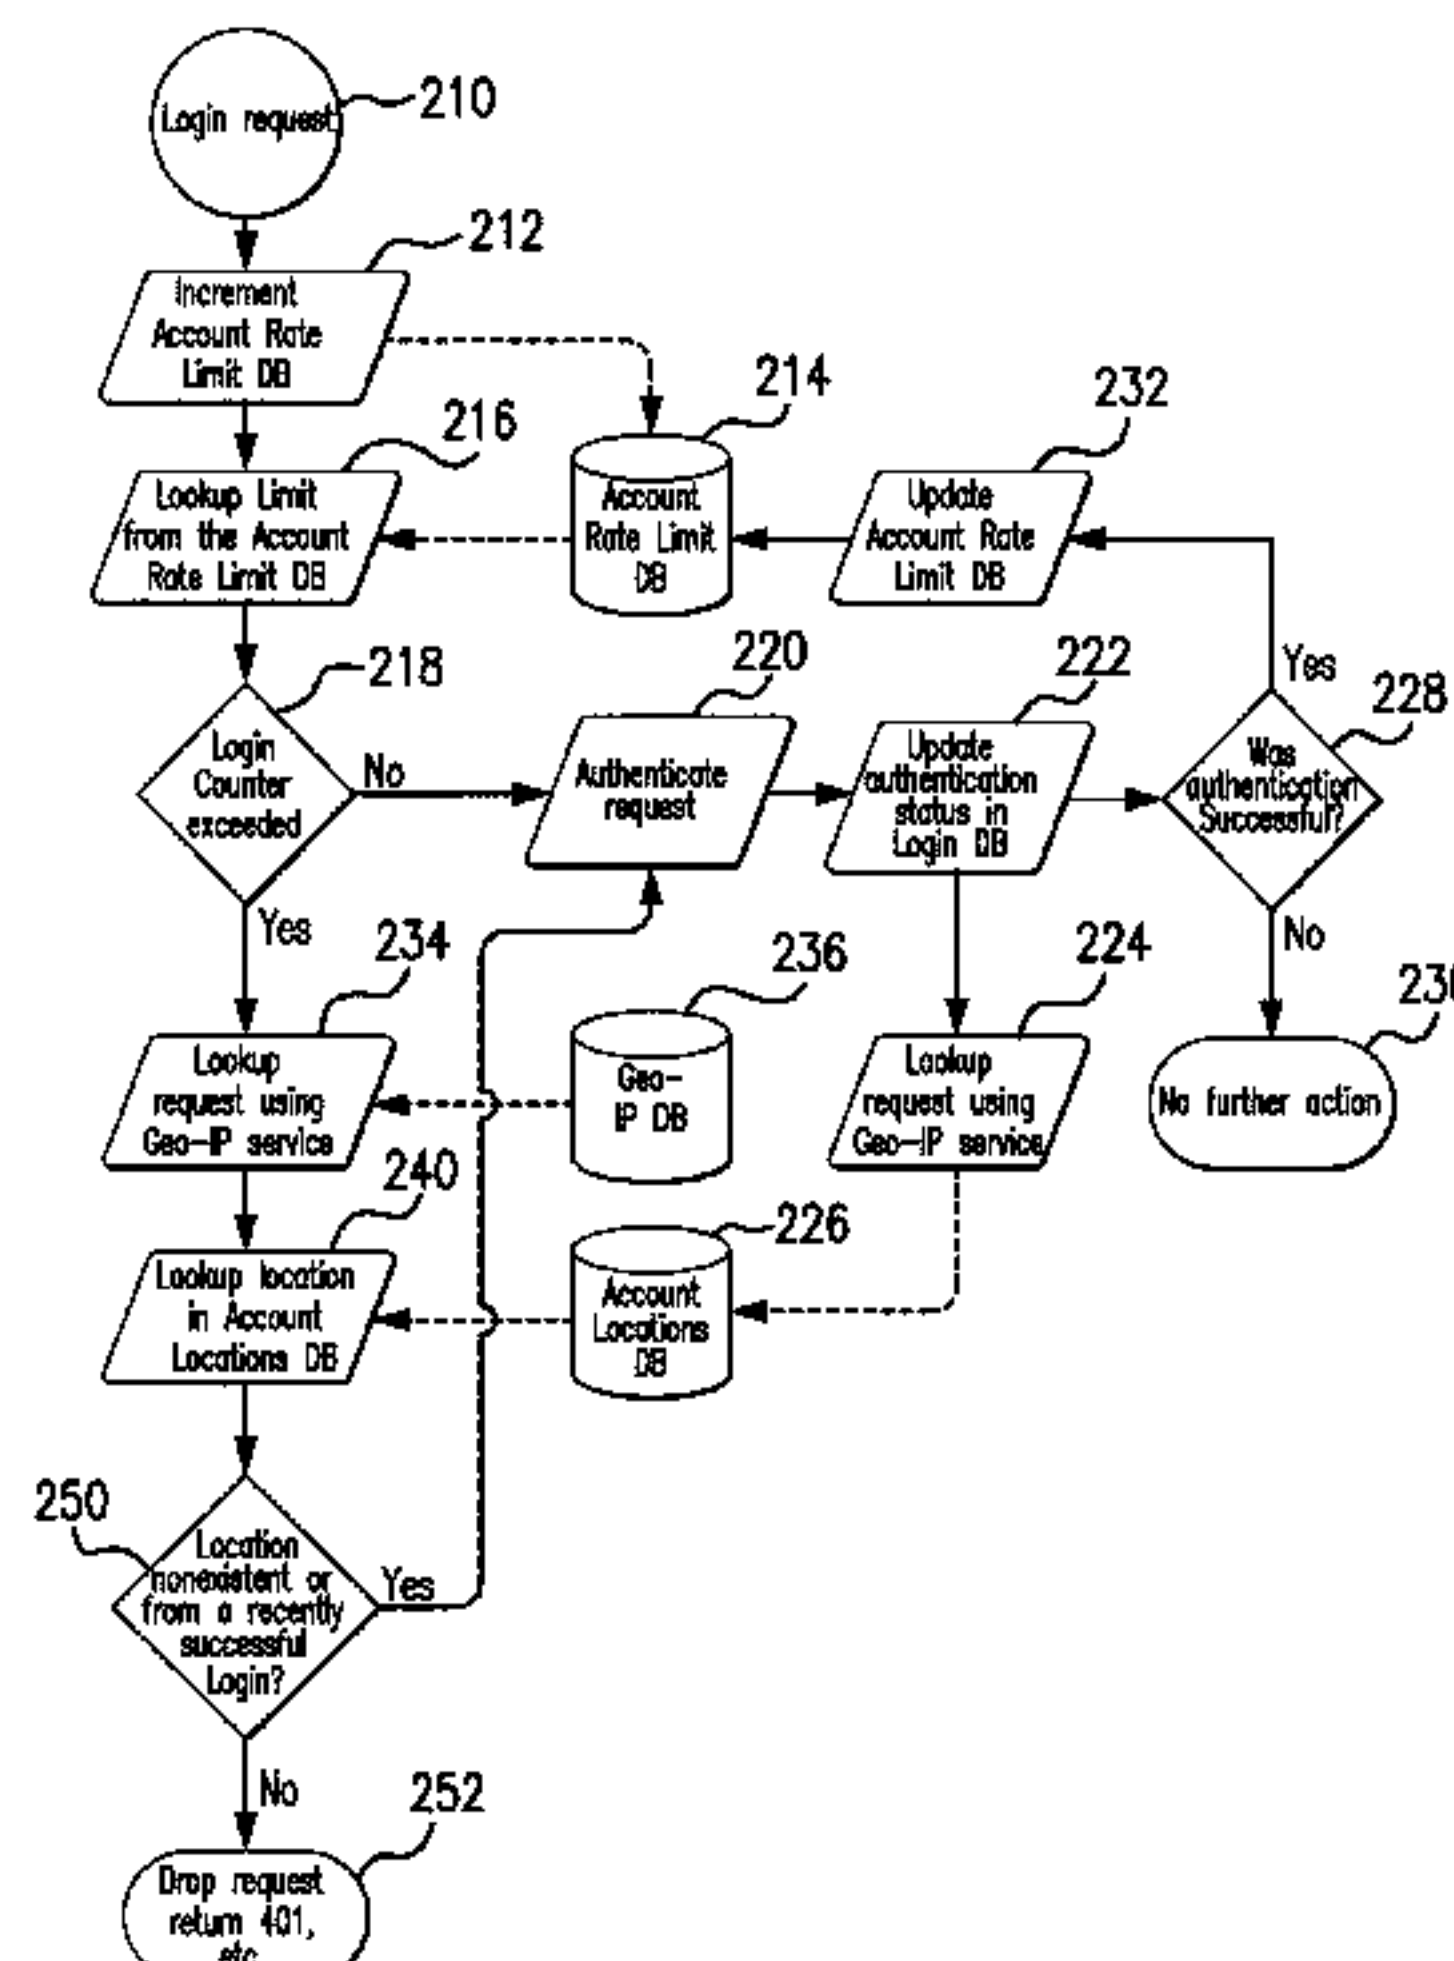 Login request
210
212
Increment
Account Rate
Limit DB
214
232
216
Lookup Limit
from the Account
Rate Limit DB
Account
Rate Limit
DB
Update
Account Rate
Limit DB
218
220
222
Yes
228
Login
Counter
exceeded
No
Authenticate
request
Update
authentication
status in
Login DB
Was
authentication
Successful?
Yes
234
236
224
No
Lookup
request using
Geo-IP service
Geo-
IP DB
Lookup
request using
Geo-IP service
No further action
240
226
Lookup location
in Account
Locations DB
Account
Locations
DB
250
Location
nonexistent or
from a recently
successful
Login?
Yes
No
252
Drop request
return 401,